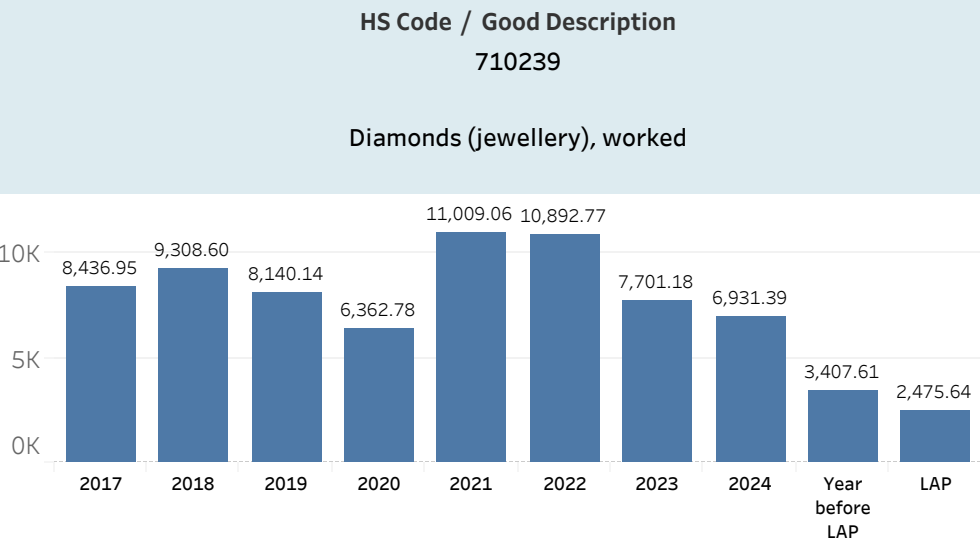 HS Code / Good Description
710239
Diamonds (jewellery), worked
11,009.06 10,892.77
10K
9,308.60
8,436.95
8,140.14
7,701.18
6,931.39
6,362.78
5K
3,407.61
2,475.64
0K
2017 2018 2019 2020 2021 2022 2023 2024 Year before LAP LAP